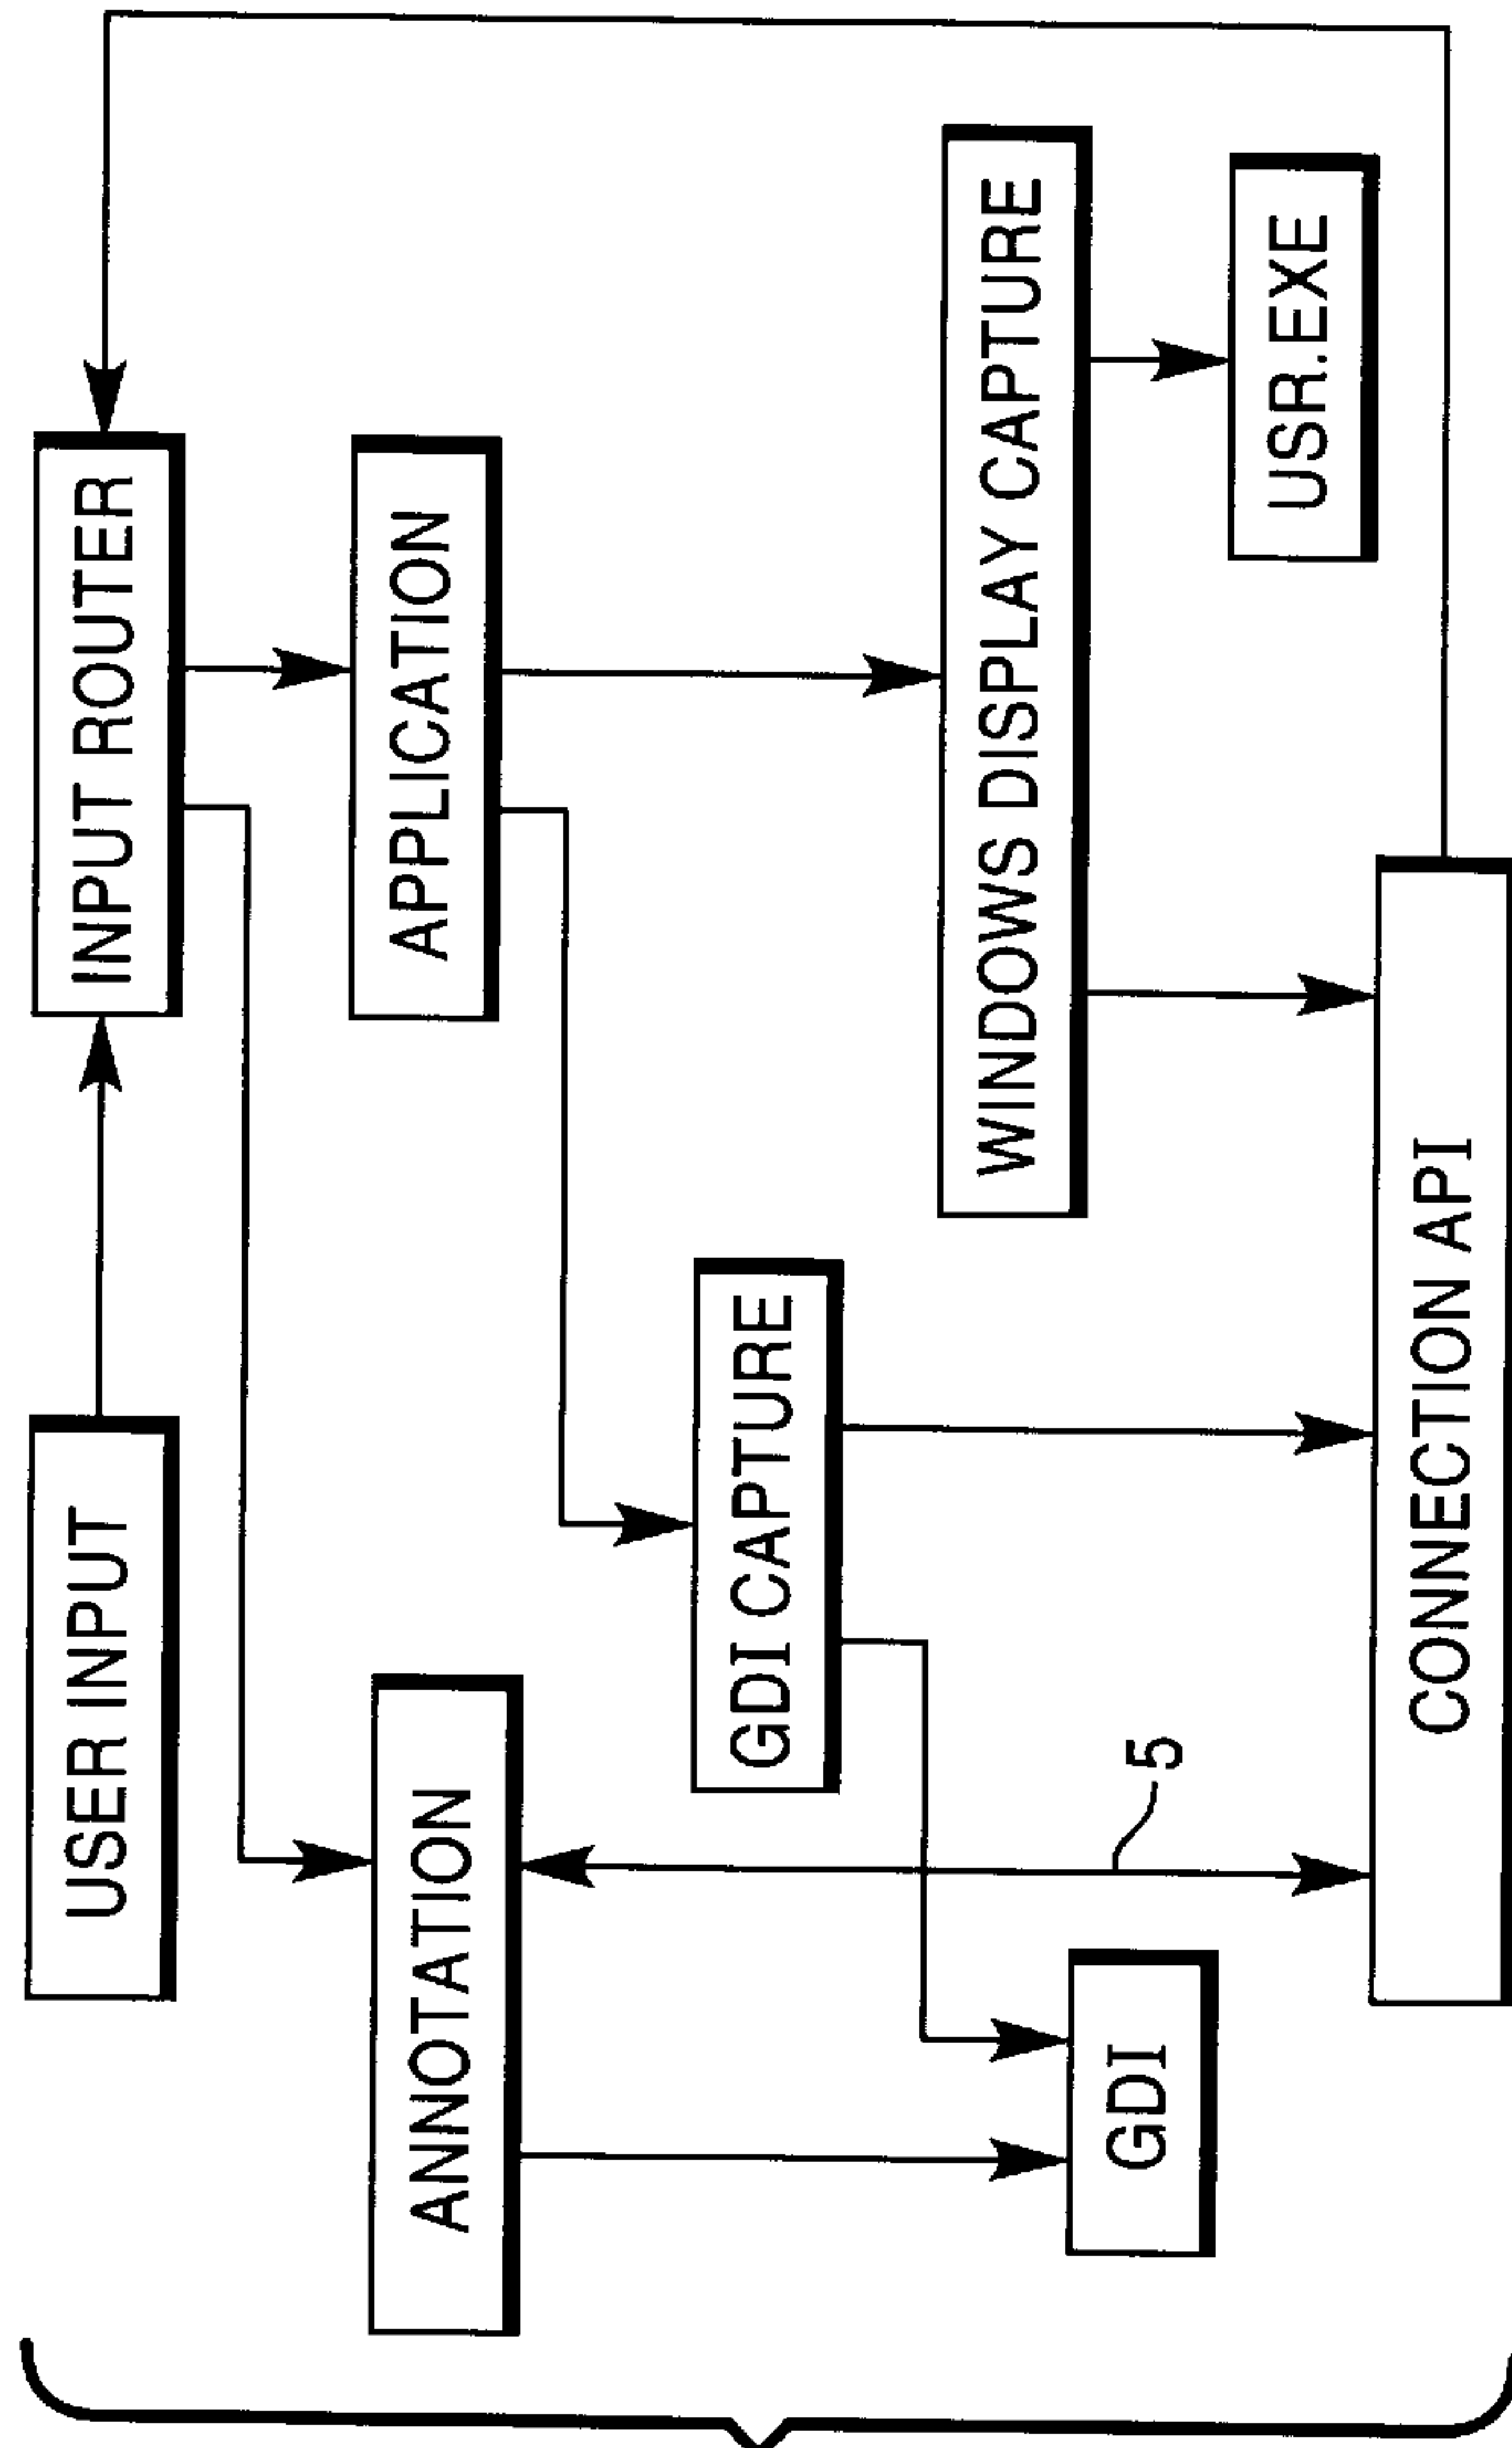 USER INPUT
INPUT ROUTER
ANNOTATION
APPLICATION
GDI CAPTURE
WINDOWS DISPLAY CAPTURE
GDI
5
USR.EXE
CONNECTION API